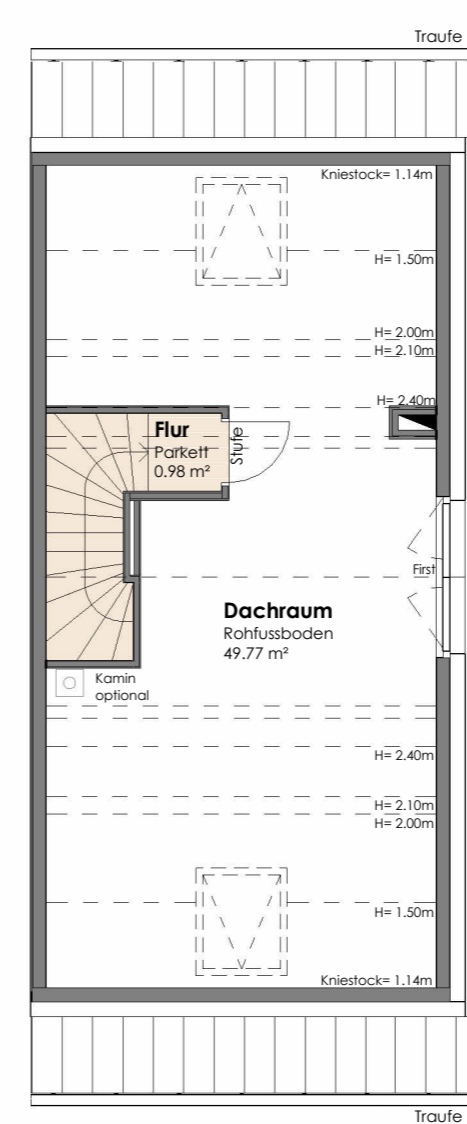 Traufe
Kniestock= 1.14m
H= 1.50m
H= 2.00m
H= 2.10m
H= 2.40m
Flur
Parkett
0.98 m²
Stufe
First
Dachraum
Rohfussboden
49.77 m²
Kamin
optional
H= 2.40m
H= 2.10m
H= 2.00m
H= 1.50m
Kniestock= 1.14m
Traufe